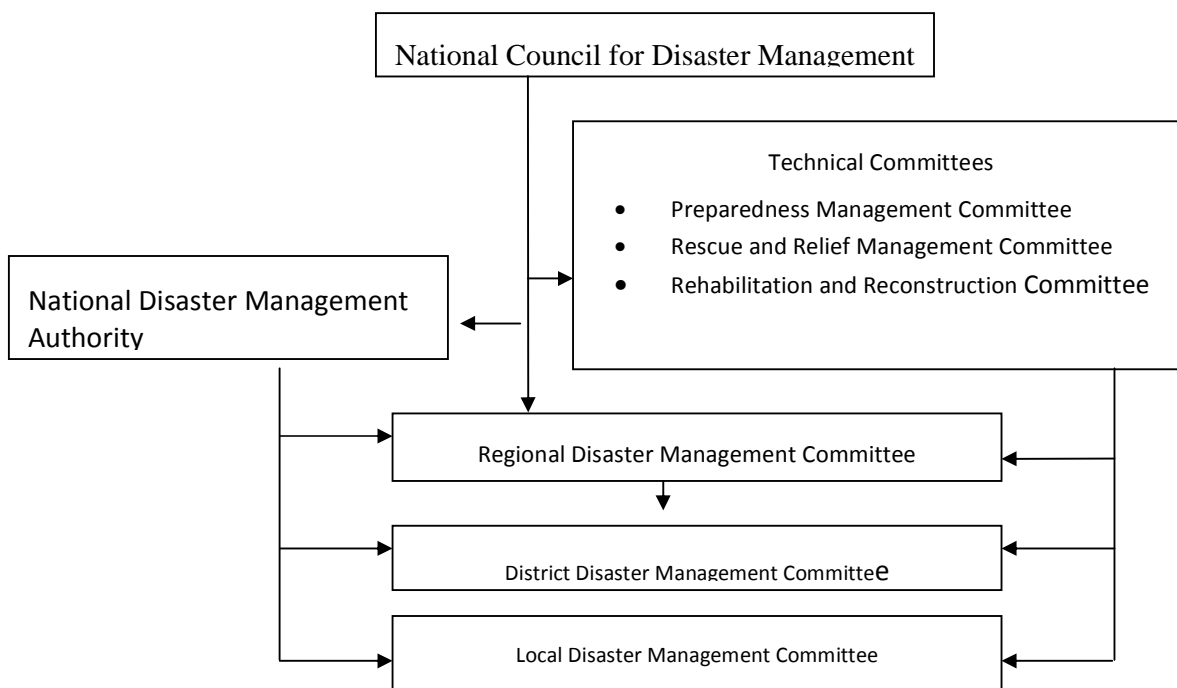 National Council for Disaster Management
Technical Committees
• Preparedness Management Committee
• Rescue and Relief Management Committee
• Rehabilitation and Reconstruction Committee
National Disaster Management
Authority
Regional Disaster Management Committee
District Disaster Management Committee
Local Disaster Management Committee